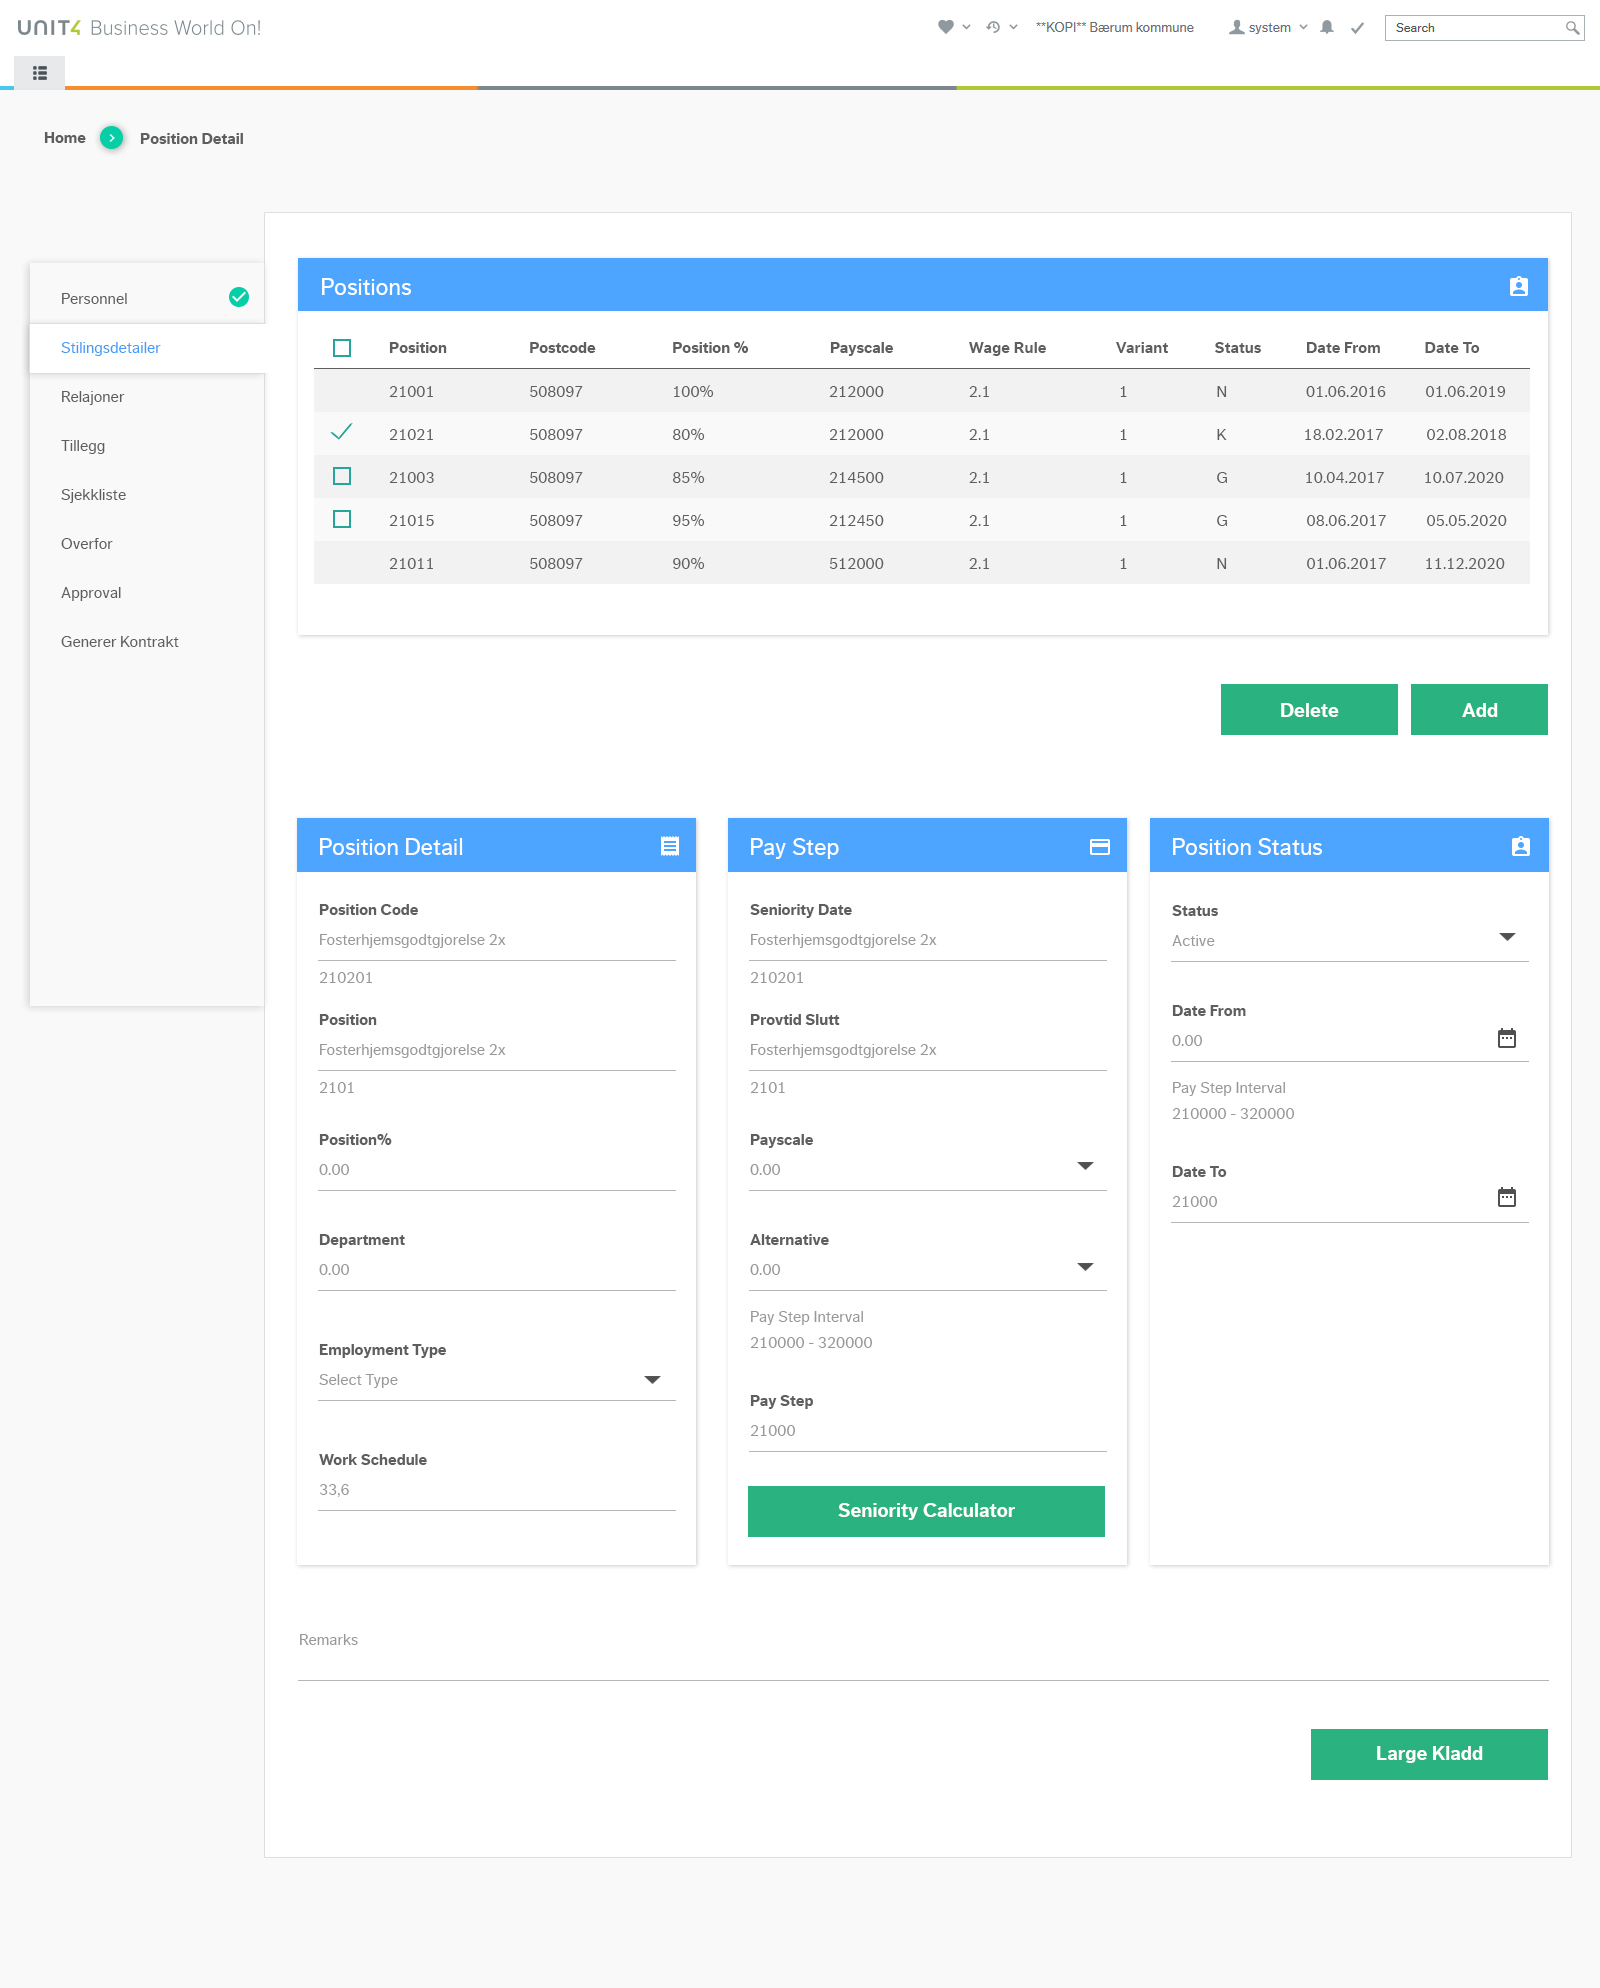 UNIT4 Business World On!
**KOPI** Bærum kommune
system
Search
Home
Position Detail
Personnel
Stilingsdetailer
Relajoner
Tillegg
Sjekkliste
Overfor
Approval
Generer Kontrakt
Positions
Position Postcode Position % Payscale Wage Rule Variant Status Date From Date To
21001 508097 100% 212000 2.1 1 N 01.06.2016 01.06.2019
21021 508097 80% 212000 2.1 1 K 18.02.2017 02.08.2018
21003 508097 85% 214500 2.1 1 G 10.04.2017 10.07.2020
21015 508097 95% 212450 2.1 1 G 08.06.2017 05.05.2020
21011 508097 90% 512000 2.1 1 N 01.06.2017 11.12.2020
Delete
Add
Position Detail
Position Code
Fosterhjemsgodtgjorelse 2x
210201
Position
Fosterhjemsgodtgjorelse 2x
2101
Position%
0.00
Department
0.00
Employment Type
Select Type
Work Schedule
33,6
Pay Step
Seniority Date
Fosterhjemsgodtgjorelse 2x
210201
Provtid Slutt
Fosterhjemsgodtgjorelse 2x
2101
Payscale
0.00
Alternative
0.00
Pay Step Interval
210000 - 320000
Pay Step
21000
Seniority Calculator
Position Status
Status
Active
Date From
0.00
Pay Step Interval
210000 - 320000
Date To
21000
Remarks
Large Kladd